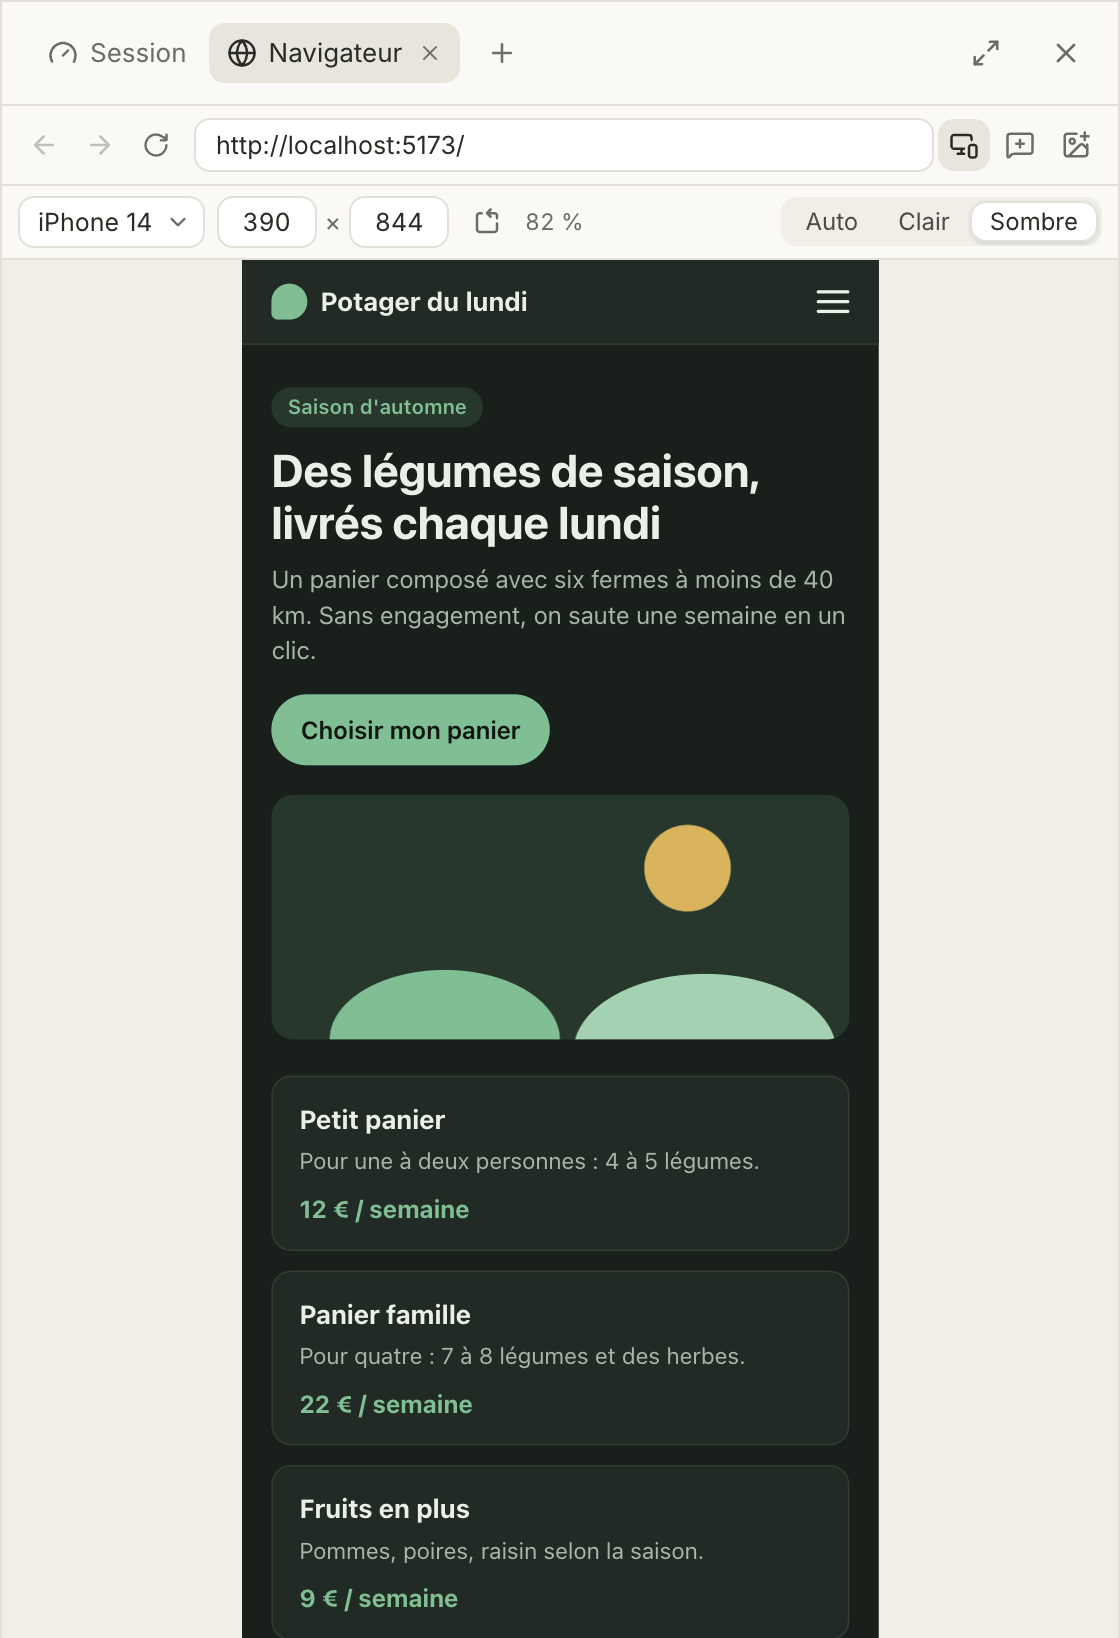 Session
Navigateur
http://localhost:5173/
iPhone 14
390 × 844
82 %
Auto
Clair
Sombre
Potager du lundi
Saison d'automne
Des légumes de saison,
livrés chaque lundi
Un panier composé avec six fermes à moins de 40
km. Sans engagement, on saute une semaine en un
clic.
Choisir mon panier
Petit panier
Pour une à deux personnes : 4 à 5 légumes.
12 € / semaine
Panier famille
Pour quatre : 7 à 8 légumes et des herbes.
22 € / semaine
Fruits en plus
Pommes, poires, raisin selon la saison.
9 € / semaine